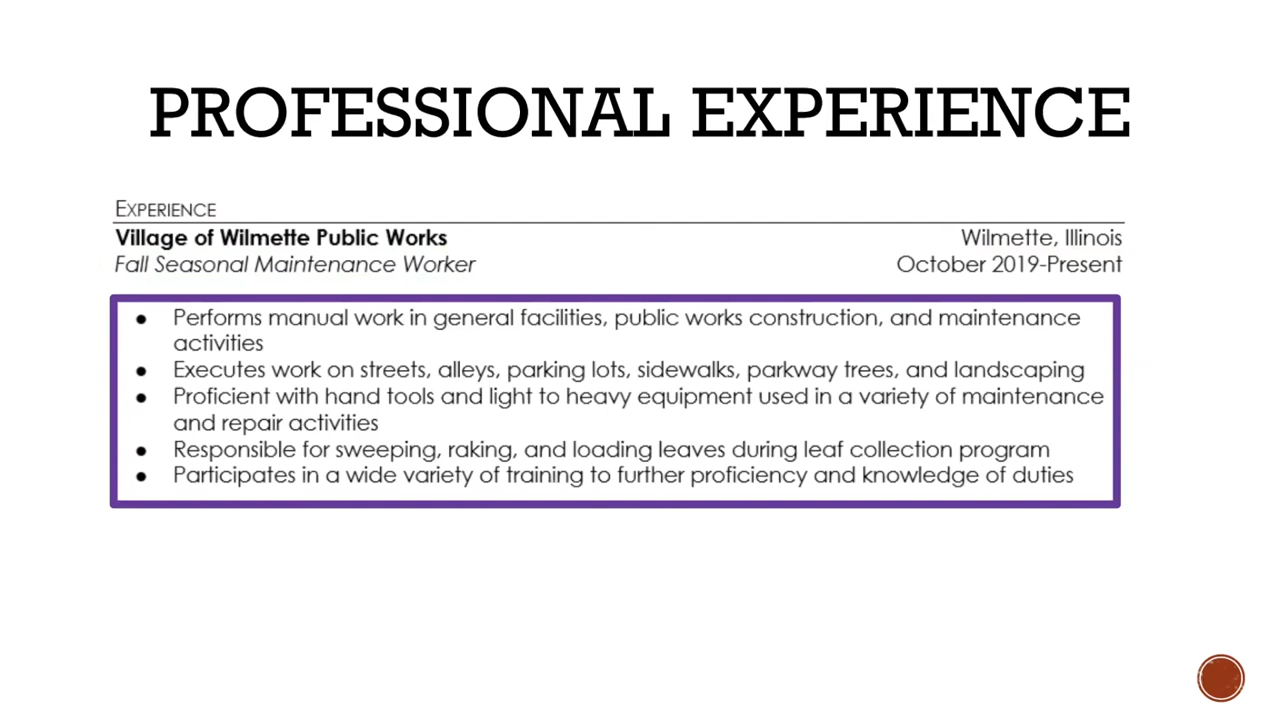 PROFESSIONAL EXPERIENCE
EXPERIENCE
Village of Wilmette Public Works Wilmette, Illinois
Fall Seasonal Maintenance Worker October 2019-Present
● Performs manual work in general facilities, public works construction, and maintenance
activities
● Executes work on streets, alleys, parking lots, sidewalks, parkway trees, and landscaping
● Proficient with hand tools and light to heavy equipment used in a variety of maintenance
and repair activities
● Responsible for sweeping, raking, and loading leaves during leaf collection program
● Participates in a wide variety of training to further proficiency and knowledge of duties